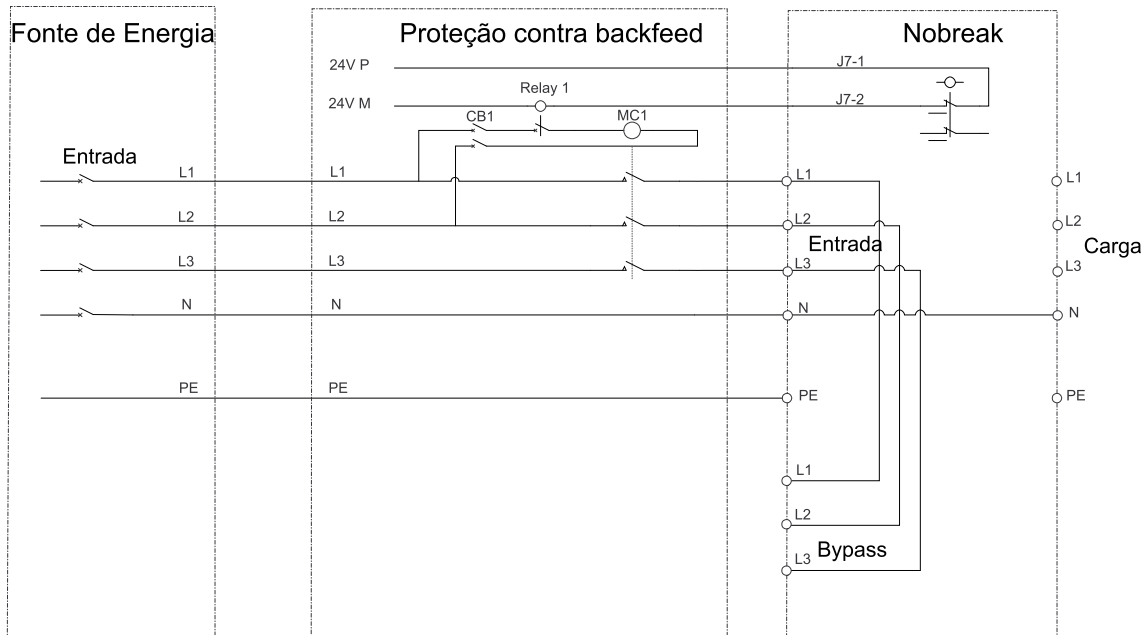 Fonte de Energia
Proteção contra backfeed
Nobreak
24V P
J7-1
Relay 1
24V M
J7-2
CB1
MC1
Entrada
L1
L1
L1
L1
L2
L2
L2
L2
Entrada
Carga
L3
L3
L3
L3
N
N
N
N
PE
PE
PE
PE
L1
L2
L3
Bypass